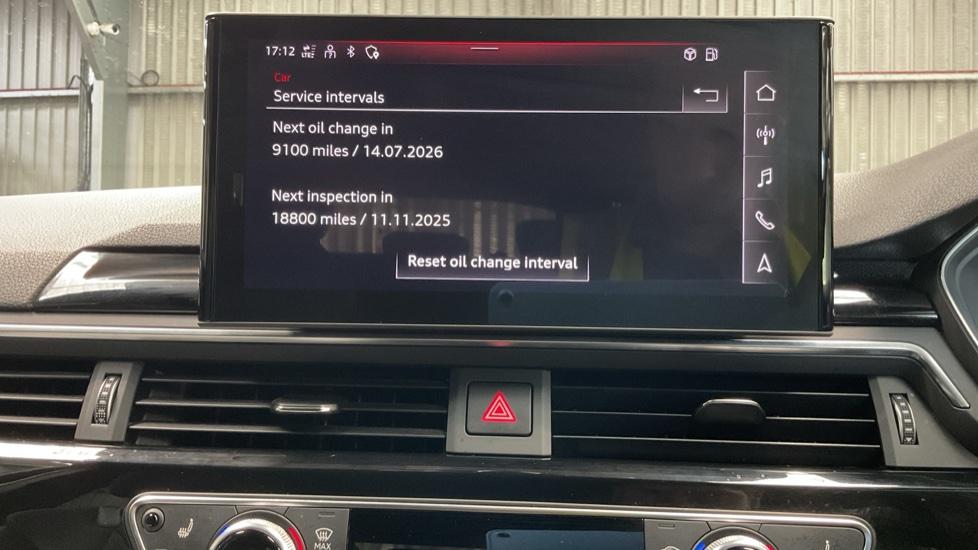 17:12 LTE
Car
Service intervals
Next oil change in
9100 miles / 14.07.2026
Next inspection in
18800 miles / 11.11.2025
Reset oil change interval
MAX